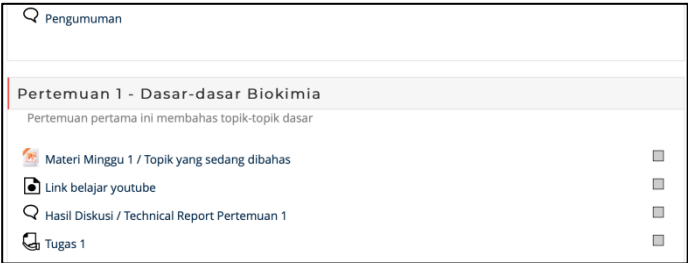 Pengumuman
Pertemuan 1 - Dasar-dasar Biokimia
Pertemuan pertama ini membahas topik-topik dasar
Materi Minggu 1 / Topik yang sedang dibahas
Link belajar youtube
Hasil Diskusi / Technical Report Pertemuan 1
Tugas 1